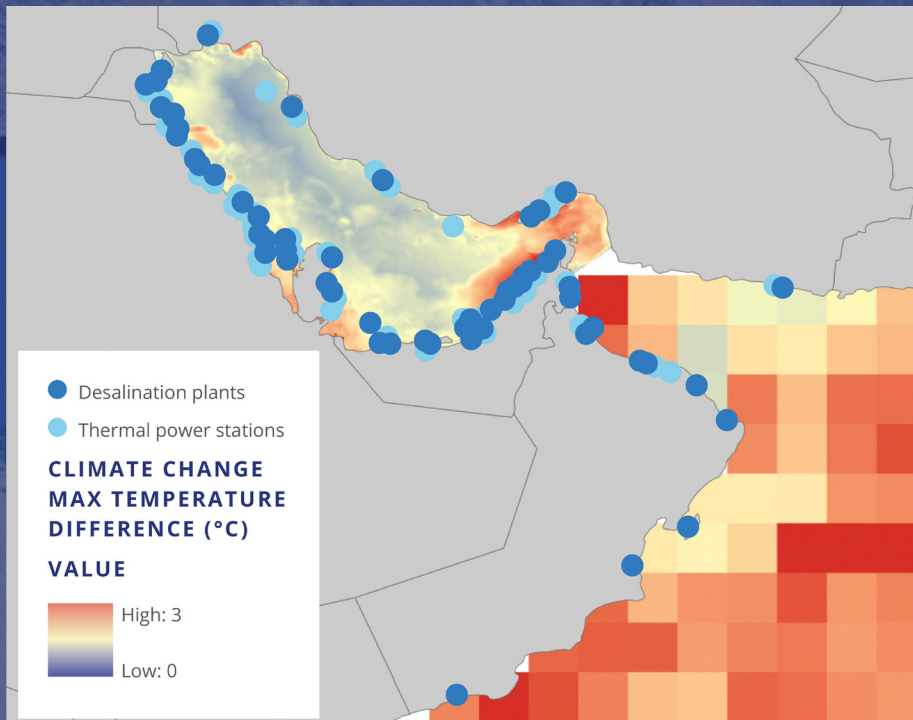 Desalination plants
Thermal power stations
CLIMATE CHANGE
MAX TEMPERATURE
DIFFERENCE (°C)
VALUE
High: 3
Low: 0